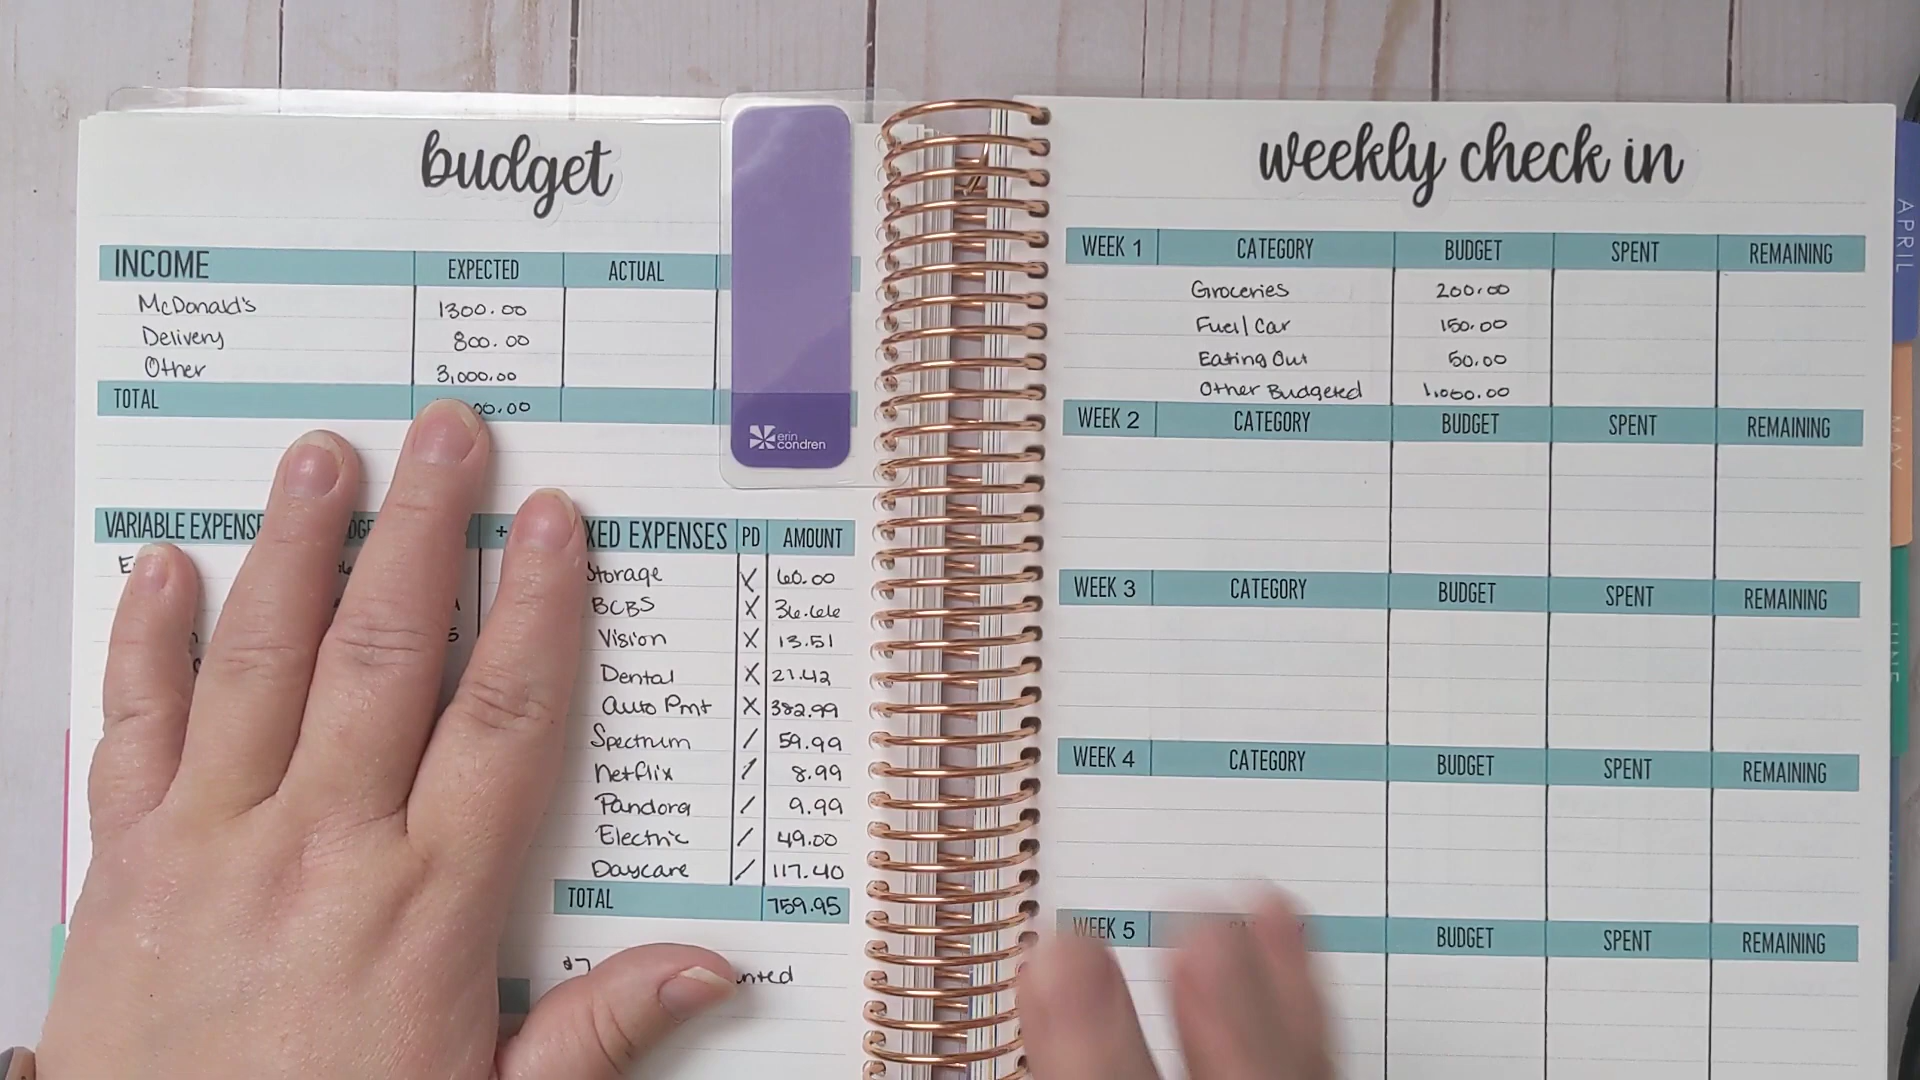 budget
INCOME EXPECTED ACTUAL
McDonald's 1300.00
Delivery 800.00
Other 3,000.00
TOTAL 00.00
erin condren
VARIABLE EXPENSE
+
XED EXPENSES PD AMOUNT
Storage X 60.00
BCBS X 36.66
Vision X 13.51
Dental X 21.42
Auto Pmt X 382.99
Spectrum / 59.99
Netflix / 8.99
Pandora / 9.99
Electric / 49.00
Daycare / 117.40
TOTAL 759.95
$7
weekly check in
WEEK 1 CATEGORY BUDGET SPENT REMAINING
Groceries 200.00
Fuel/Car 150.00
Eating Out 50.00
Other Budgeted 1,000.00
WEEK 2 CATEGORY BUDGET SPENT REMAINING
WEEK 3 CATEGORY BUDGET SPENT REMAINING
WEEK 4 CATEGORY BUDGET SPENT REMAINING
WEEK 5 BUDGET SPENT REMAINING
APRIL
MAY
JUNE